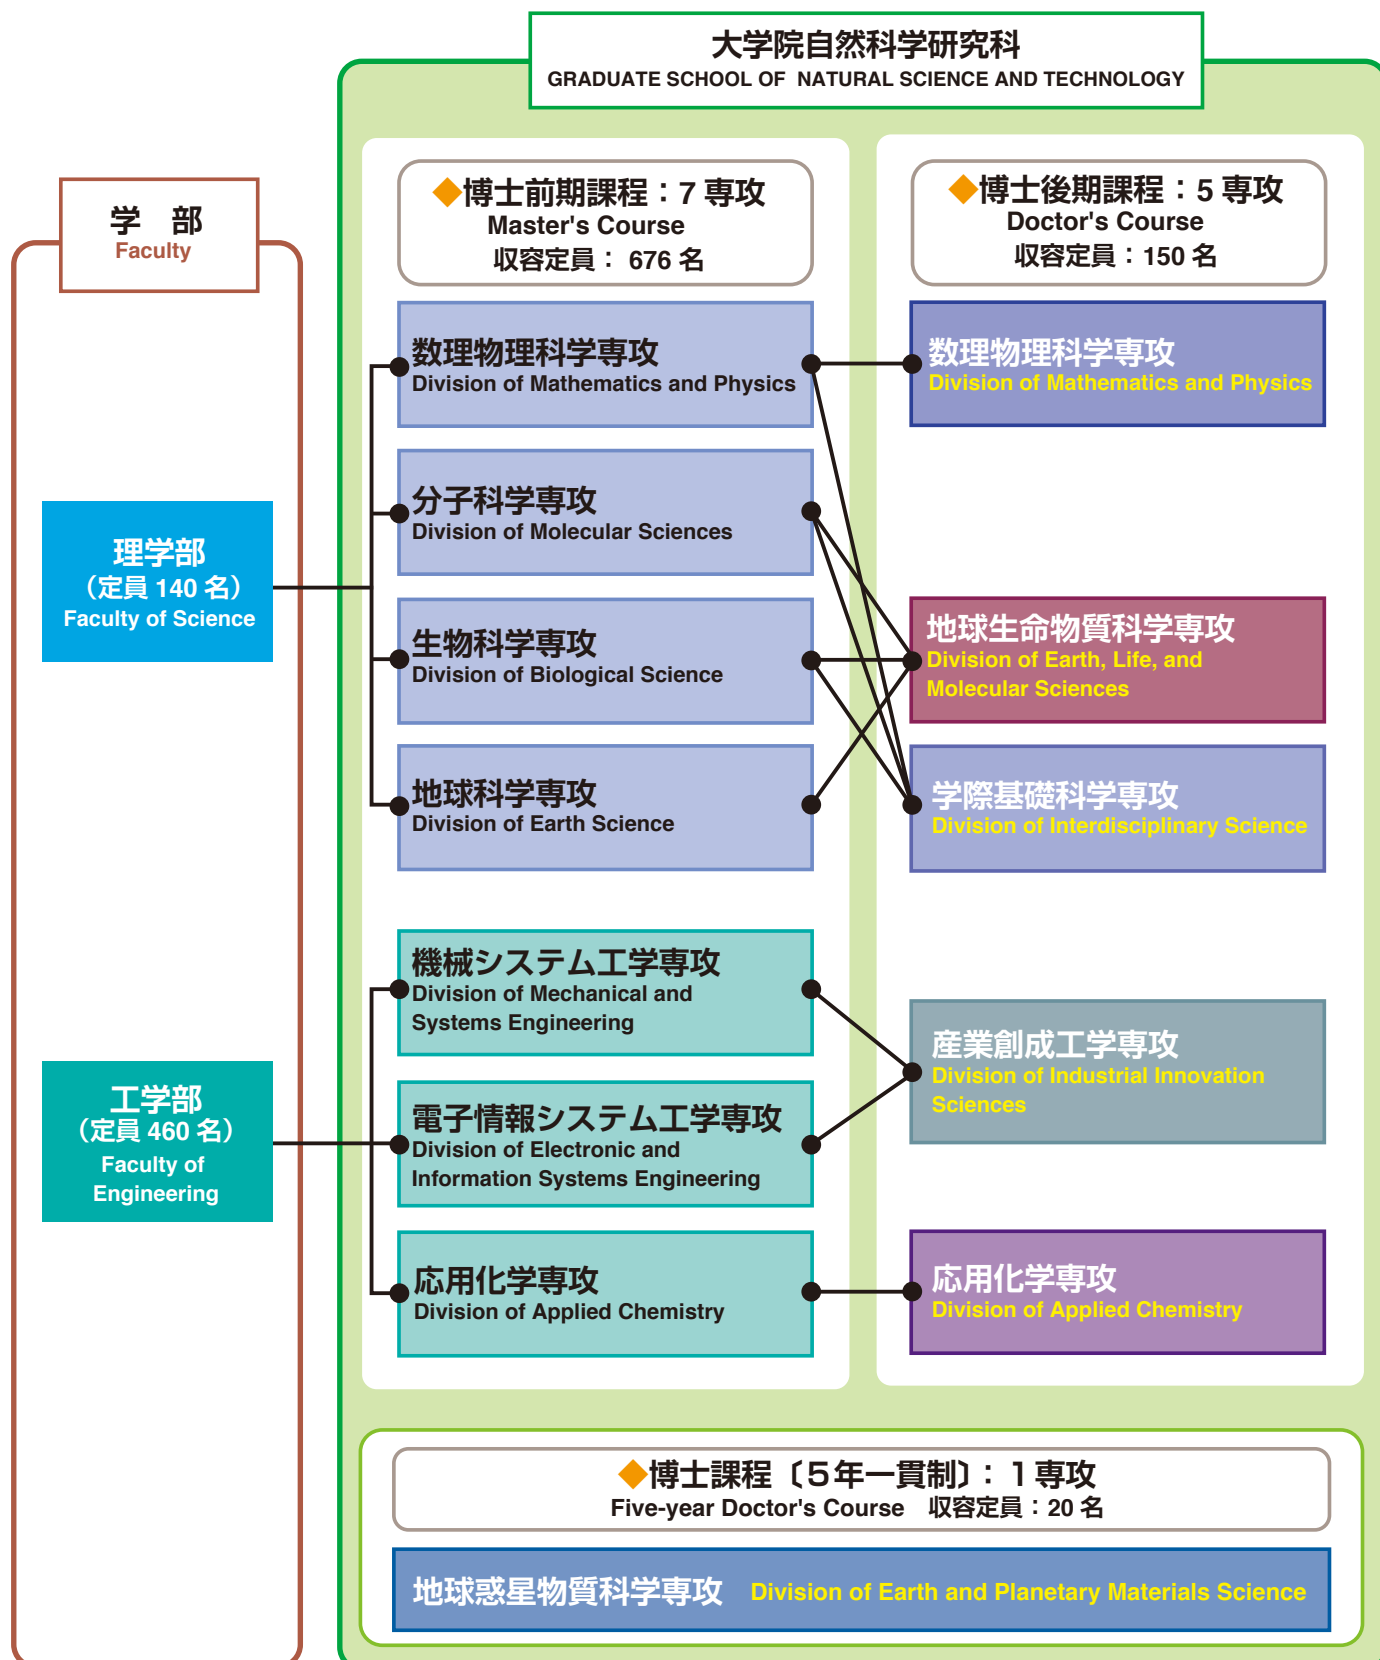 大学院自然科学研究科
GRADUATE SCHOOL OF NATURAL SCIENCE AND TECHNOLOGY
学 部
Faculty
理学部
（定員 140 名）
Faculty of Science
工学部
（定員 460 名）
Faculty of
Engineering
◆博士前期課程：7 専攻
Master's Course
収容定員： 676 名
数理物理科学専攻
Division of Mathematics and Physics
分子科学専攻
Division of Molecular Sciences
生物科学専攻
Division of Biological Science
地球科学専攻
Division of Earth Science
機械システム工学専攻
Division of Mechanical and
Systems Engineering
電子情報システム工学専攻
Division of Electronic and
Information Systems Engineering
応用化学専攻
Division of Applied Chemistry
◆博士後期課程：5 専攻
Doctor's Course
収容定員：150 名
数理物理科学専攻
Division of Mathematics and Physics
地球生命物質科学専攻
Division of Earth, Life, and
Molecular Sciences
学際基礎科学専攻
Division of Interdisciplinary Science
産業創成工学専攻
Division of Industrial Innovation
Sciences
応用化学専攻
Division of Applied Chemistry
◆博士課程〔５年一貫制〕：１専攻
Five-year Doctor's Course 収容定員：20 名
地球惑星物質科学専攻 Division of Earth and Planetary Materials Science